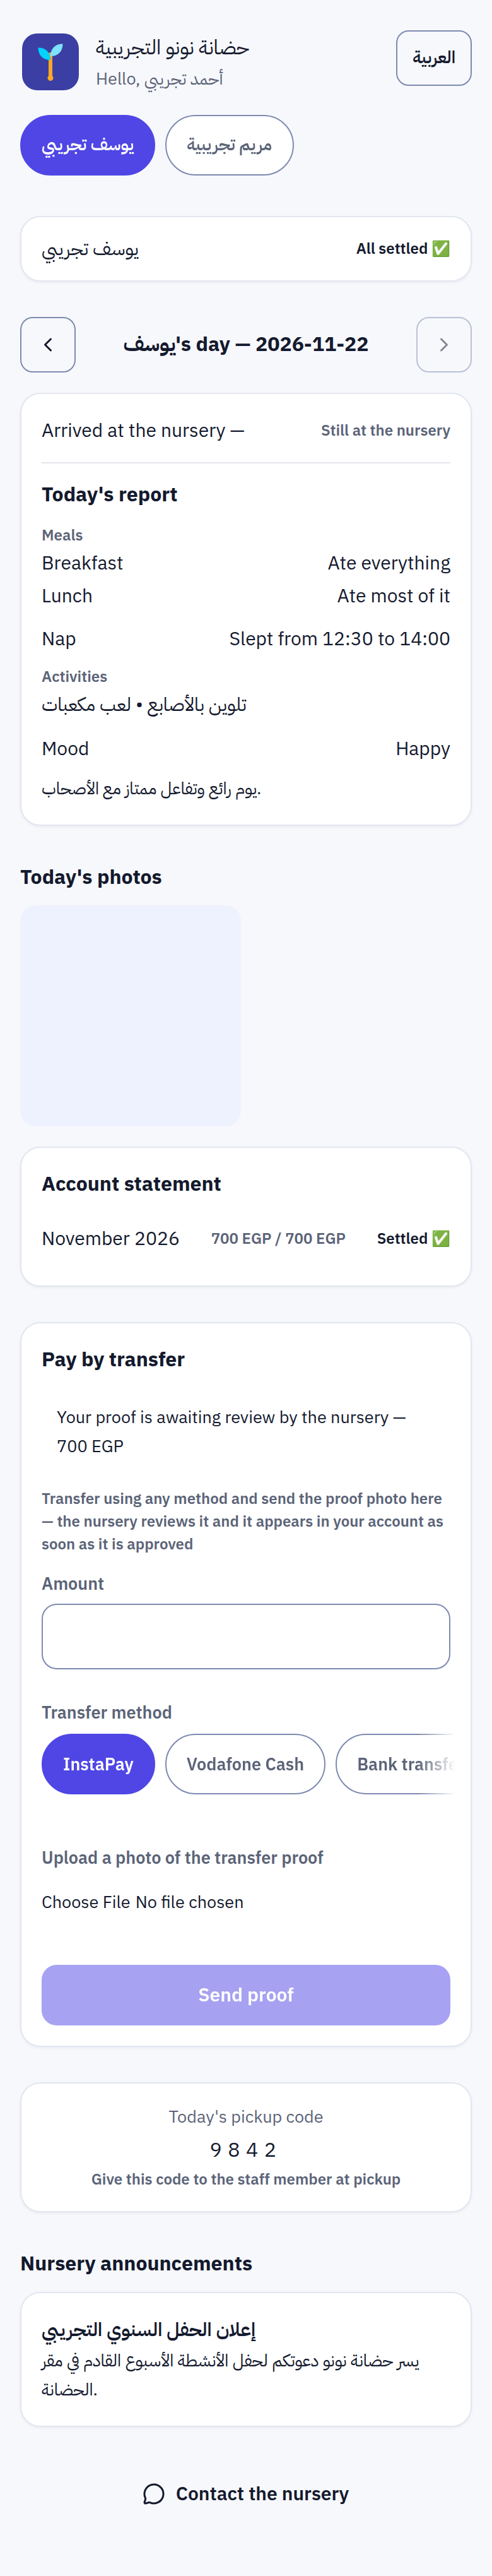 حضانة نونو التجريبية
Hello, أحمد تجريبي
العربية
يوسف تجريبي
مريم تجريبية
يوسف تجريبي
All settled ✅
يوسف's day — 2026-11-22
Arrived at the nursery —
Still at the nursery
Today's report
Meals
Breakfast
Ate everything
Lunch
Ate most of it
Nap
Slept from 12:30 to 14:00
Activities
تلوين بالأصابع • لعب مكعبات
Mood
Happy
يوم رائع وتفاعل ممتاز مع الأصحاب.
Today's photos
Account statement
November 2026
700 EGP / 700 EGP
Settled ✅
Pay by transfer
Your proof is awaiting review by the nursery —
700 EGP
Transfer using any method and send the proof photo here
— the nursery reviews it and it appears in your account as
soon as it is approved
Amount
Transfer method
InstaPay
Vodafone Cash
Bank transfe
Upload a photo of the transfer proof
Choose File No file chosen
Send proof
Today's pickup code
9842
Give this code to the staff member at pickup
Nursery announcements
إعلان الحفل السنوي التجريبي
يسر حضانة نونو دعوتكم لحفل الأنشطة الأسبوع القادم في مقر
الحضانة.
Contact the nursery